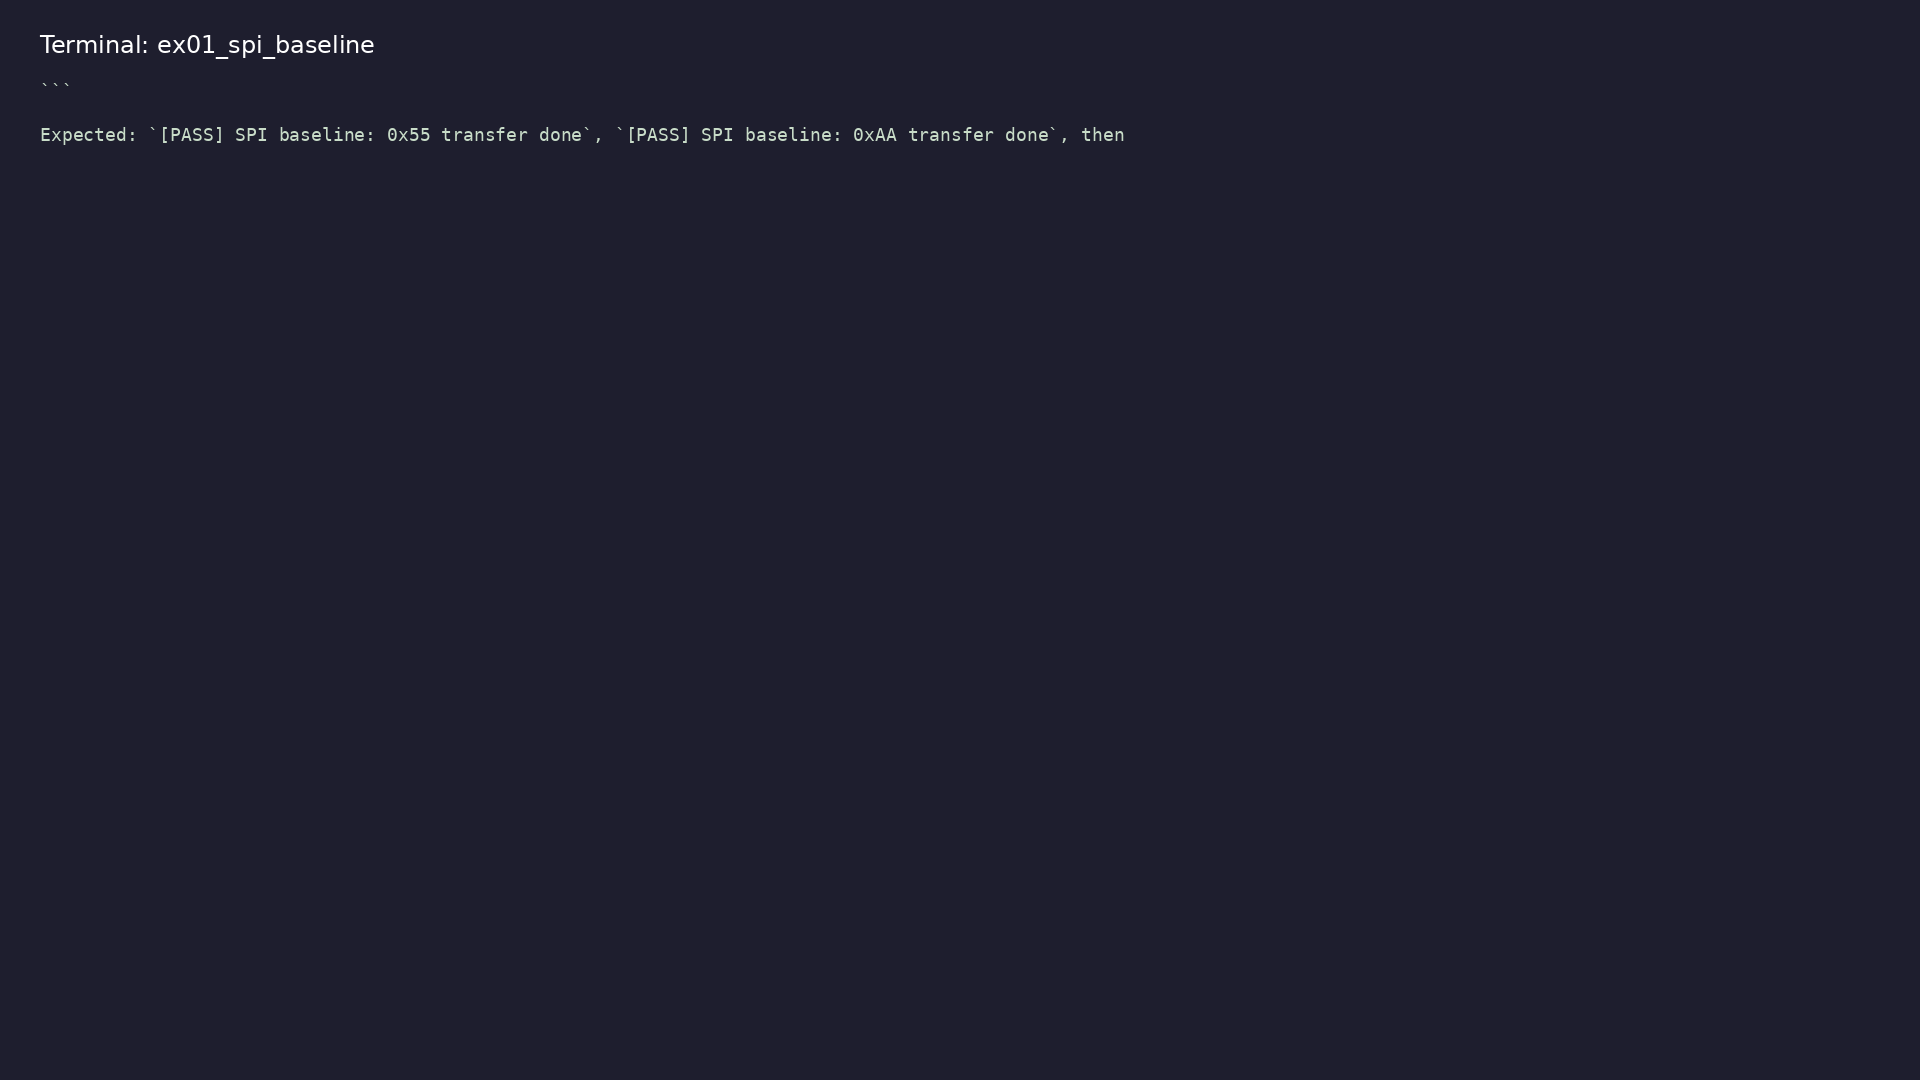 Terminal: ex01_spi_baseline
```
Expected: `[PASS] SPI baseline: 0x55 transfer done`, `[PASS] SPI baseline: 0xAA transfer done`, then